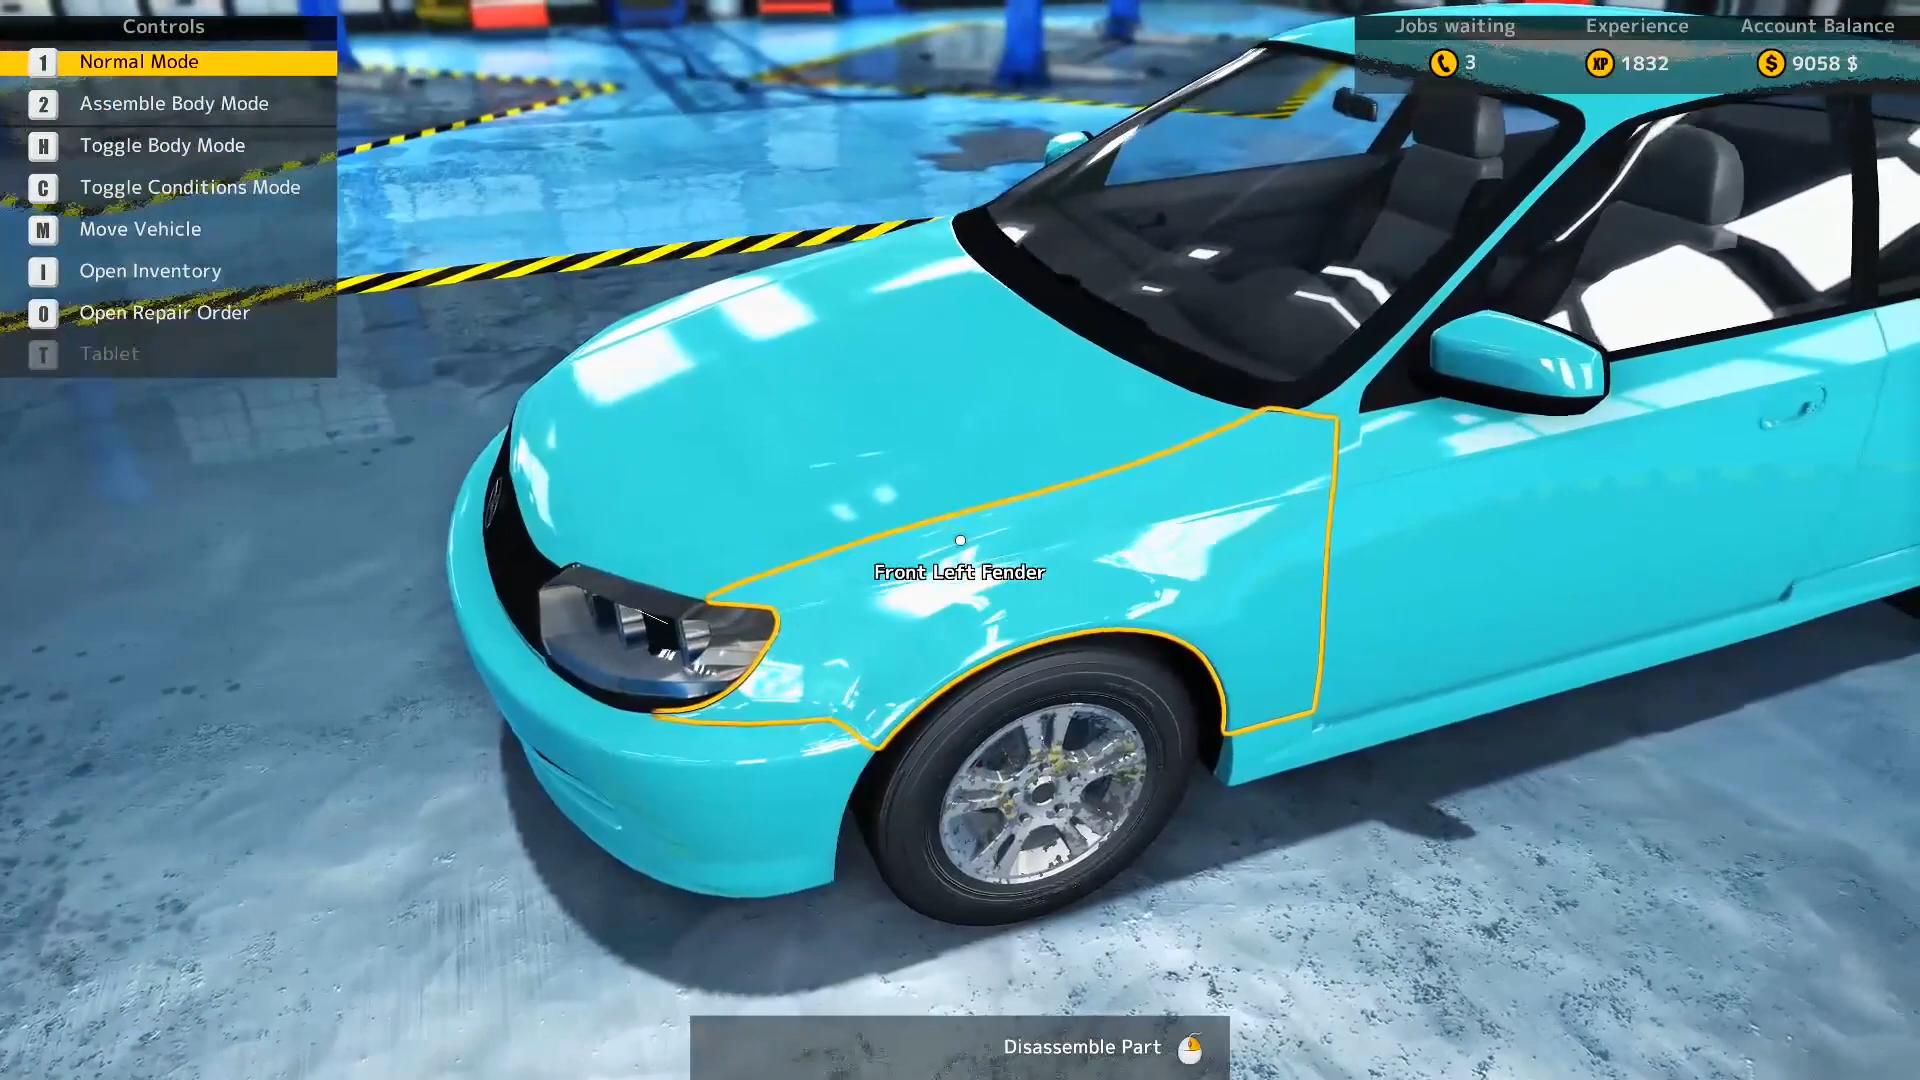 Controls
1 Normal Mode
2 Assemble Body Mode
H Toggle Body Mode
C Toggle Conditions Mode
M Move Vehicle
I Open Inventory
O Open Repair Order
T Tablet
Jobs waiting Experience Account Balance
3 XP 1832 $ 9058 $
Front Left Fender
Disassemble Part